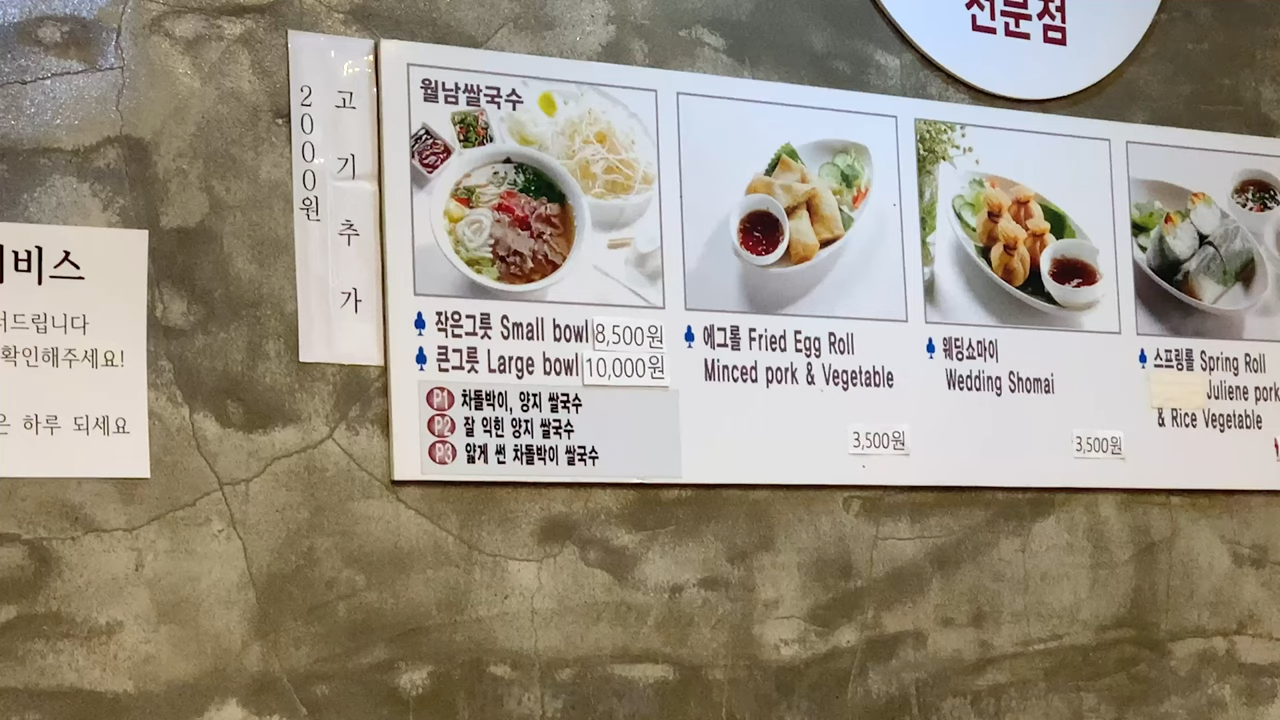 전문점
고기추가
2000원
비스
드립니다
확인해주세요!
은 하루 되세요
월남쌀국수
작은그릇 Small bowl 8,500원
큰그릇 Large bowl 10,000원
P1 차돌박이, 양지 쌀국수
P2 잘 익힌 양지 쌀국수
P3 얇게 썬 차돌박이 쌀국수
에그롤 Fried Egg Roll
Minced pork & Vegetable
3,500원
웨딩쇼마이
Wedding Shomai
3,500원
스프링롤 Spring Roll
Juliene pork
& Rice Vegetable